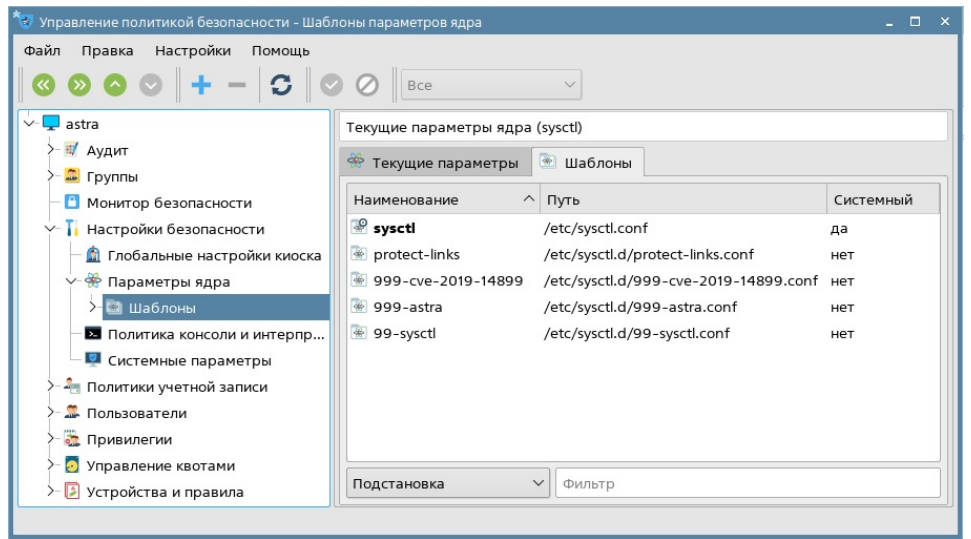 Управление политикой безопасности - Шаблоны параметров ядра
Файл Правка Настройки Помощь
Все
astra
Аудит
Группы
Монитор безопасности
Настройки безопасности
Глобальные настройки киоска
Параметры ядра
Шаблоны
Политика консоли и интерпр...
Системные параметры
Политики учетной записи
Пользователи
Привилегии
Управление квотами
Устройства и правила
Текущие параметры ядра (sysctl)
Текущие параметры Шаблоны
Наименование Путь Системный
sysctl /etc/sysctl.conf да
protect-links /etc/sysctl.d/protect-links.conf нет
999-cve-2019-14899 /etc/sysctl.d/999-cve-2019-14899.conf нет
999-astra /etc/sysctl.d/999-astra.conf нет
99-sysctl /etc/sysctl.d/99-sysctl.conf нет
Подстановка Фильтр